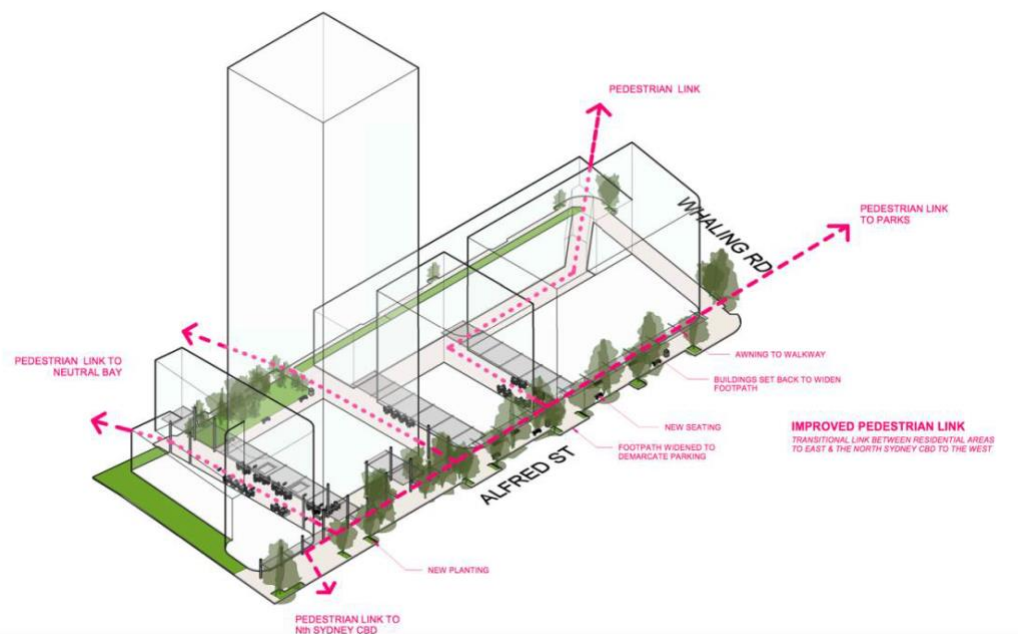 PEDESTRIAN LINK
WHALING RD
PEDESTRIAN LINK
TO PARKS
PEDESTRIAN LINK TO
NEUTRAL BAY
AWNING TO WALKWAY
BUILDINGS SET BACK TO WIDEN
FOOTPATH
NEW SEATING
FOOTPATH WIDENED TO
DEMARCATE PARKING
IMPROVED PEDESTRIAN LINK
TRANSITIONAL LINK BETWEEN RESIDENTIAL AREAS
TO EAST & THE NORTH SYDNEY CBD TO THE WEST
ALFRED ST
NEW PLANTING
PEDESTRIAN LINK TO
Nth SYDNEY CBD